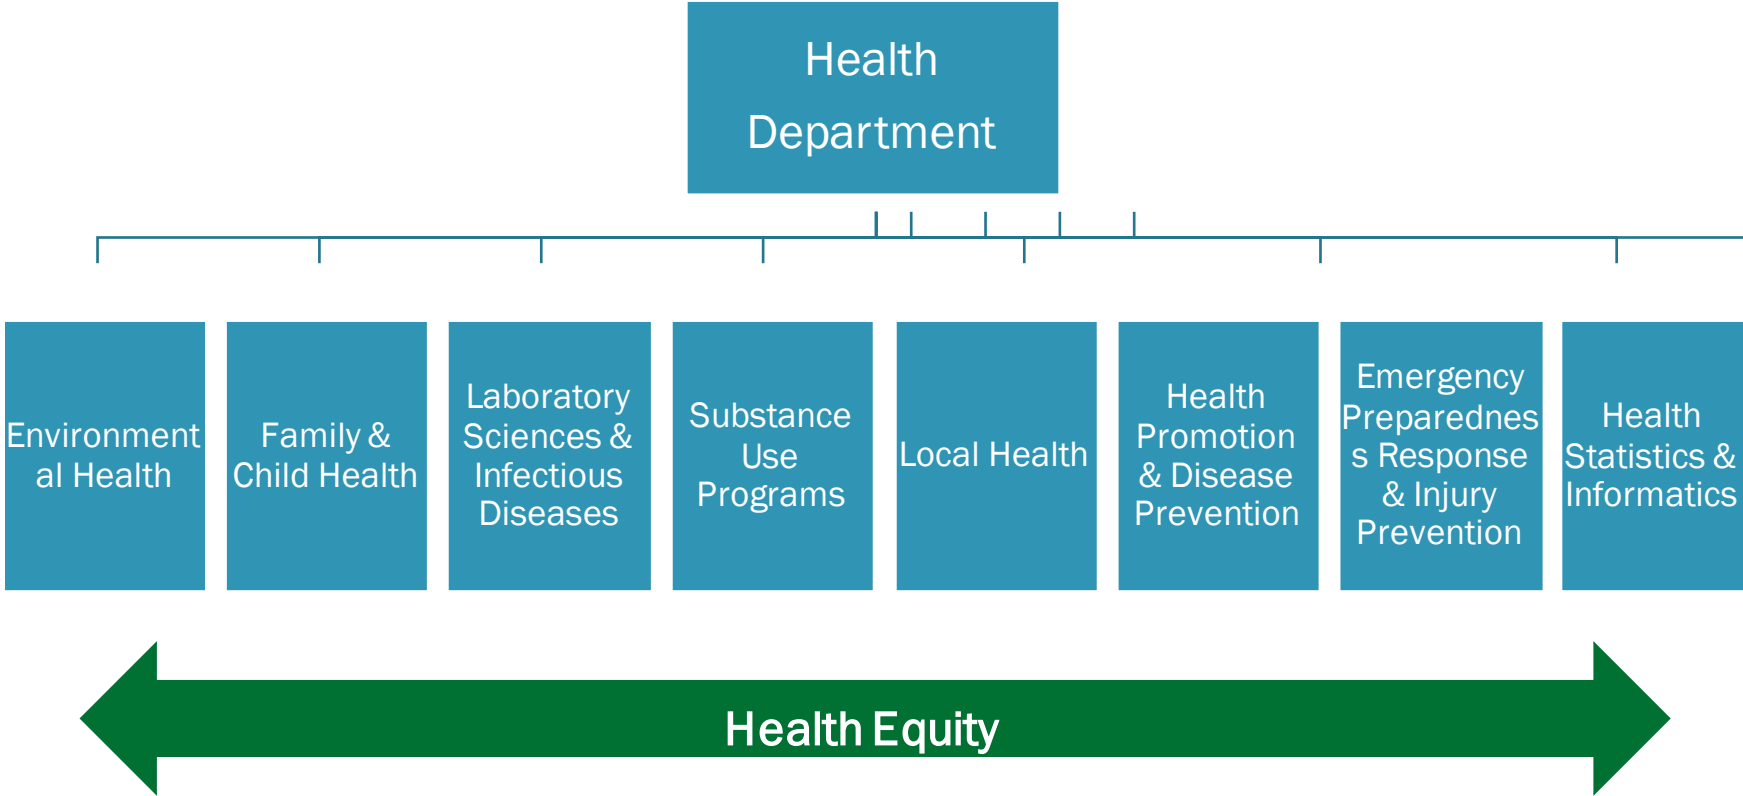 Health
Department
Environment
al Health
Family &
Child Health
Laboratory
Sciences &
Infectious
Diseases
Substance
Use
Programs
Local Health
Health
Promotion
& Disease
Prevention
Emergency
Preparednes
s Response
& Injury
Prevention
Health
Statistics &
Informatics
Health Equity